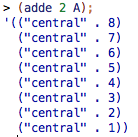 > (adde 2 A);
'(("central" . 8)
("central" . 7)
("central" . 6)
("central" . 5)
("central" . 4)
("central" . 3)
("central" . 2)
("central" . 1))